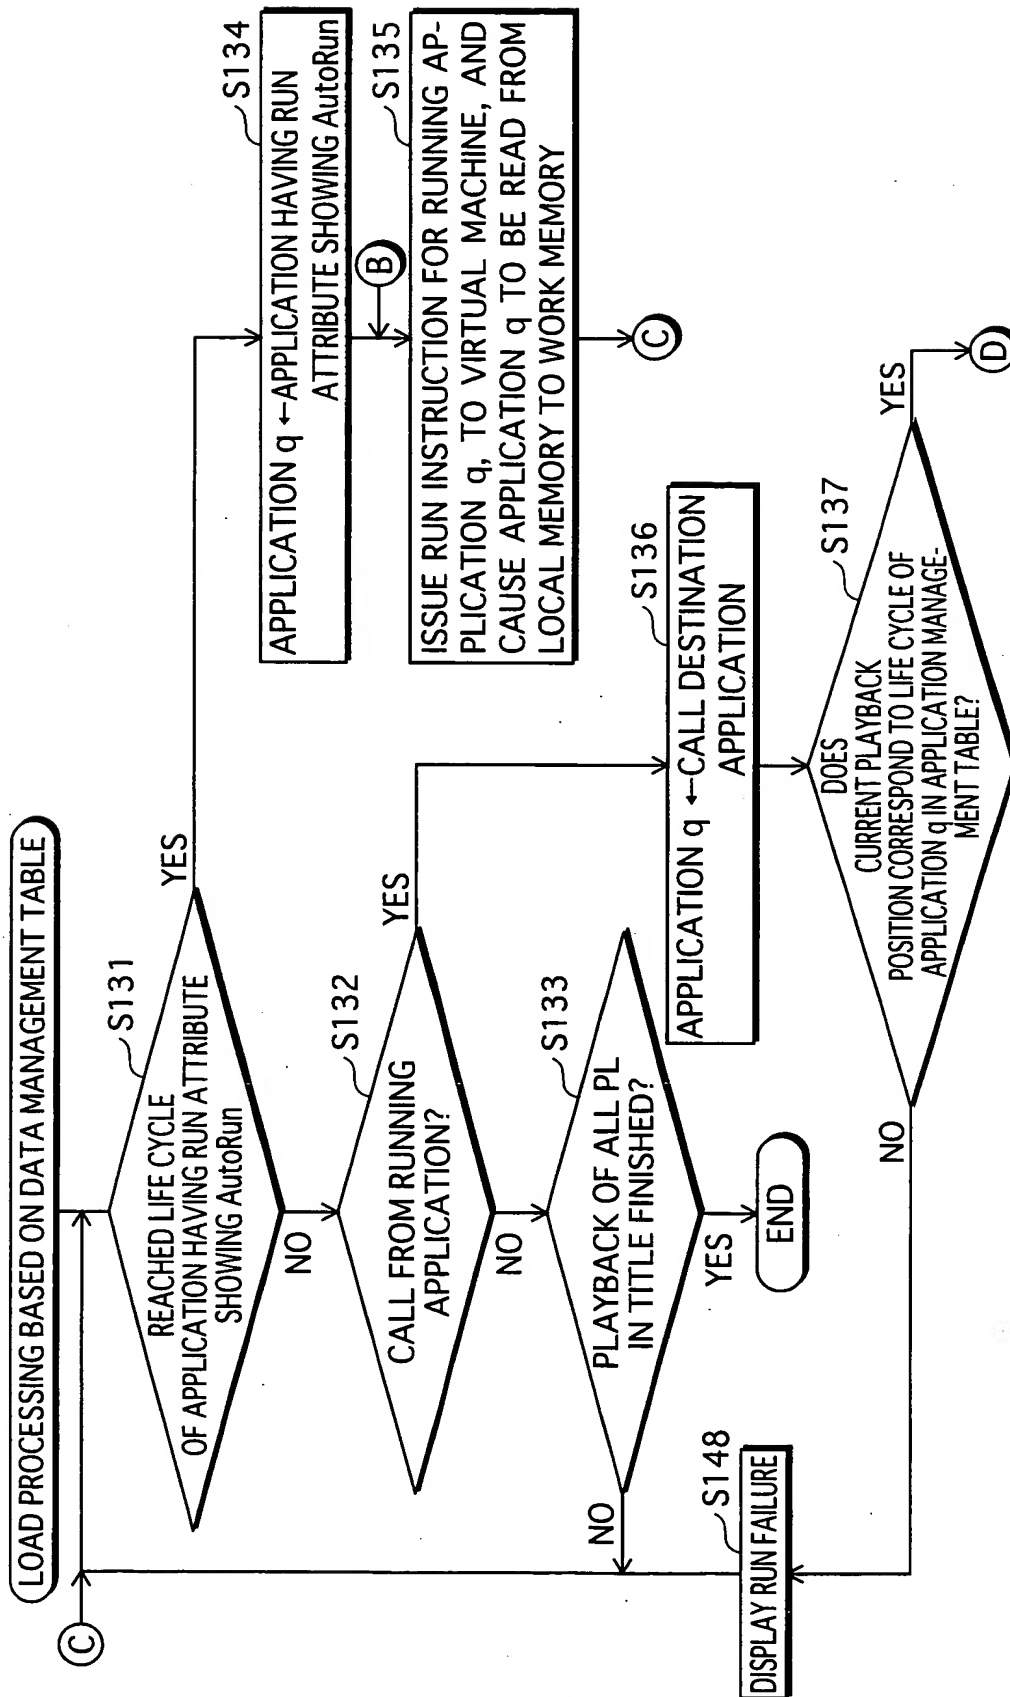 LOAD PROCESSING BASED ON DATA MANAGEMENT TABLE
C
S131
REACHED LIFE CYCLE
OF APPLICATION HAVING RUN ATTRIBUTE
SHOWING AutoRun
YES
NO
S134
APPLICATION q ←APPLICATION HAVING RUN
ATTRIBUTE SHOWING AutoRun
B
S135
ISSUE RUN INSTRUCTION FOR RUNNING AP-
PLICATION q, TO VIRTUAL MACHINE, AND
CAUSE APPLICATION q TO BE READ FROM
LOCAL MEMORY TO WORK MEMORY
C
S132
CALL FROM RUNNING
APPLICATION?
YES
NO
S133
PLAYBACK OF ALL PL
IN TITLE FINISHED?
NO
YES
END
S136
APPLICATION q ←CALL DESTINATION
APPLICATION
S137
DOES
CURRENT PLAYBACK
POSITION CORRESPOND TO LIFE CYCLE OF
APPLICATION q IN APPLICATION MANAGE-
MENT TABLE?
YES
D
NO
S148
DISPLAY RUN FAILURE